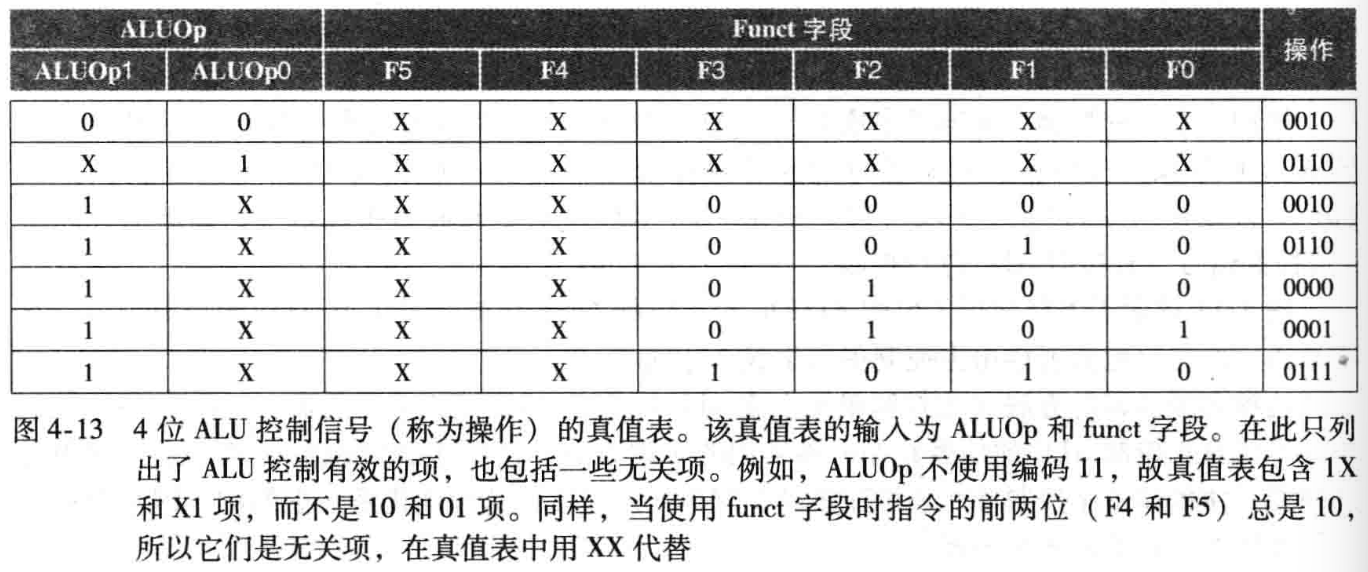 ALUOp Funct 字段 操作
ALUOp1 ALUOp0 F5 F4 F3 F2 F1 F0
0 0 X X X X X X 0010
X 1 X X X X X X 0110
1 X X X 0 0 0 0 0010
1 X X X 0 0 1 0 0110
1 X X X 0 1 0 0 0000
1 X X X 0 1 0 1 0001
1 X X X 1 0 1 0 0111
图 4-13 4 位 ALU 控制信号（称为操作）的真值表。该真值表的输入为 ALUOp 和 funct 字段。在此只列
出了 ALU 控制有效的项，也包括一些无关项。例如，ALUOp 不使用编码 11，故真值表包含 1X
和 X1 项，而不是 10 和 01 项。同样，当使用 funct 字段时指令的前两位（F4 和 F5）总是 10，
所以它们是无关项，在真值表中用 XX 代替